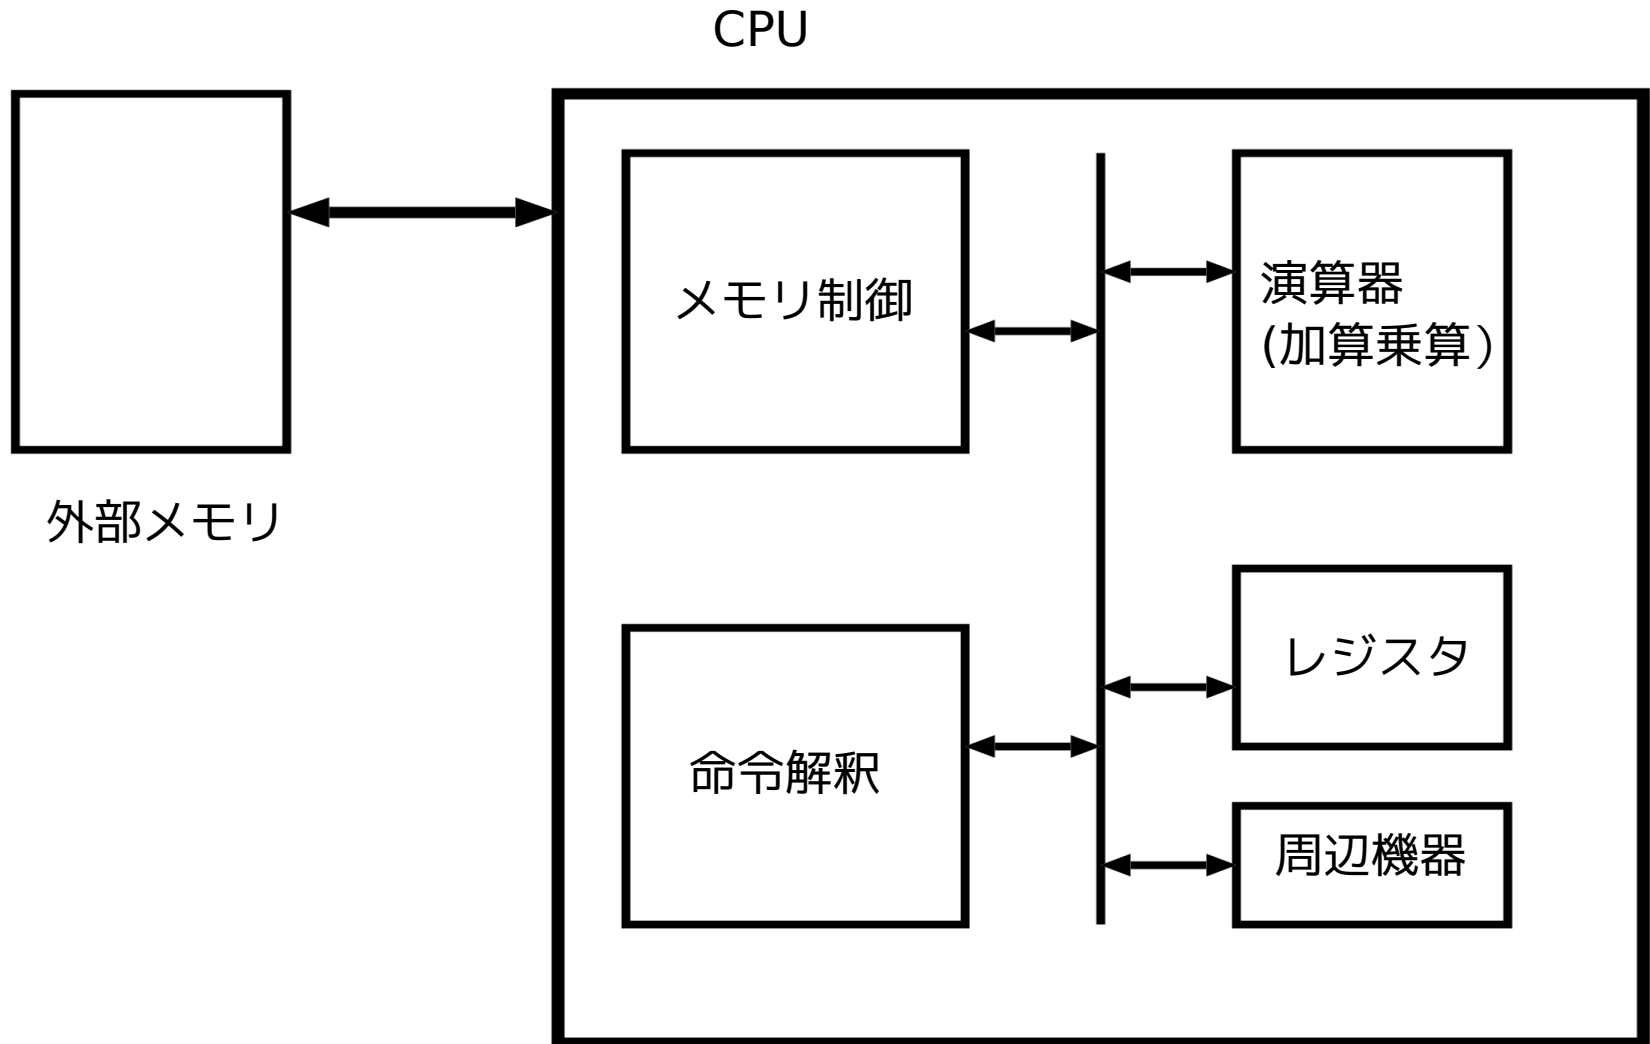 CPU
外部メモリ
メモリ制御
命令解釈
演算器
(加算乗算）
レジスタ
周辺機器